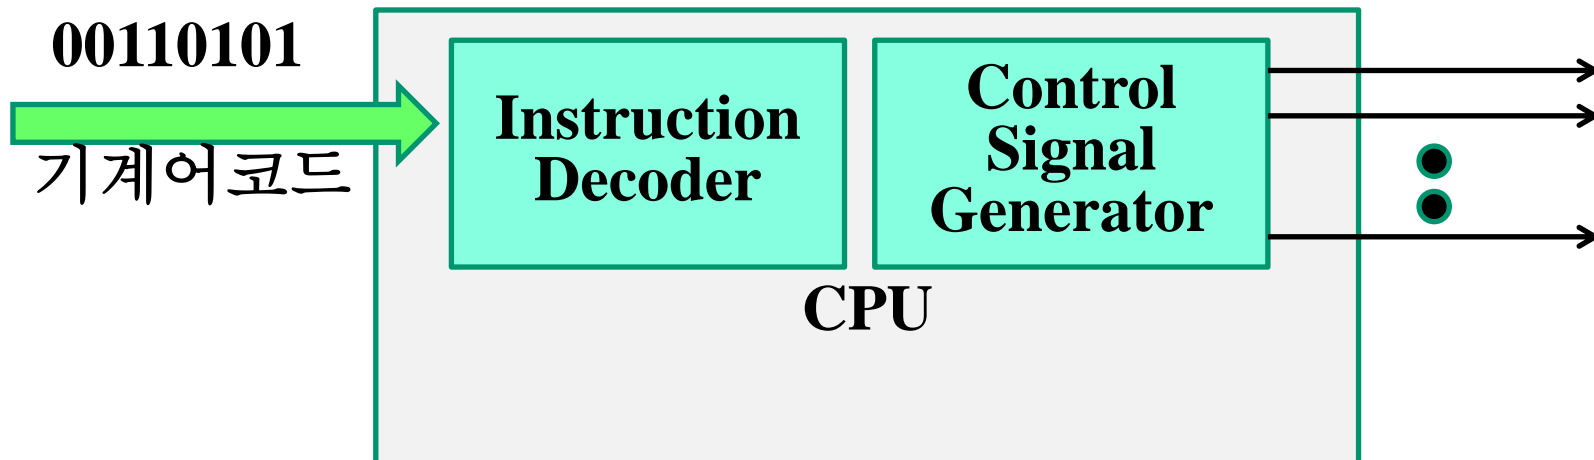 00110101
기계어코드
Instruction
Decoder
Control
Signal
Generator
CPU